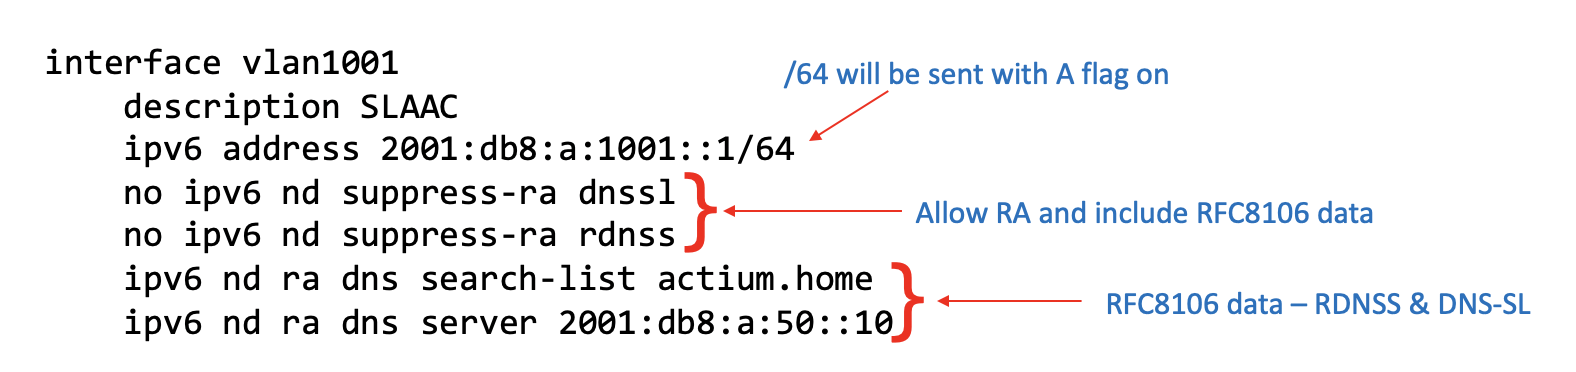 interface vlan1001
/64 will be sent with A flag on
description SLAAC
ipv6 address 2001:db8:a:1001::1/64
no ipv6 nd suppress-ra dnssl
Allow RA and include RFC8106 data
no ipv6 nd suppress-ra rdnss
ipv6 nd ra dns search-list actium.home
RFC8106 data – RDNSS & DNS-SL
ipv6 nd ra dns server 2001:db8:a:50::10